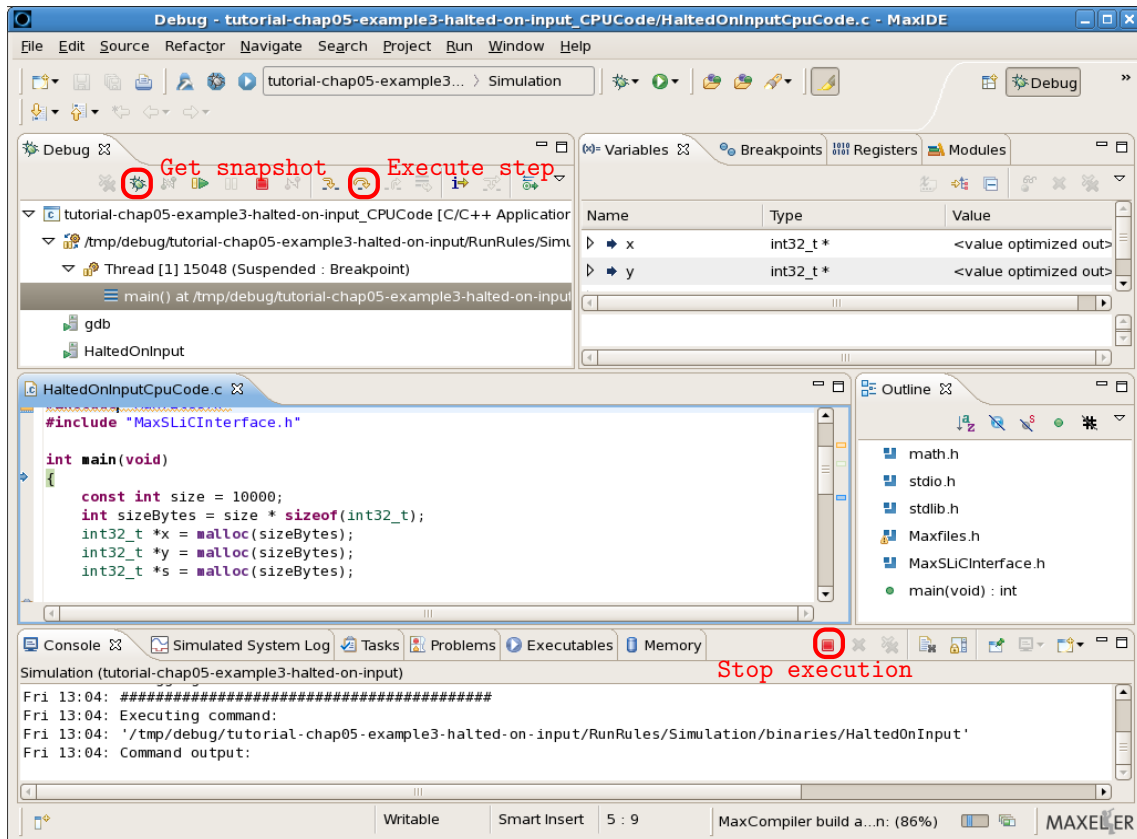 Debug - tutorial-chap05-example3-halted-on-input_CPUCode/HaltedOnInputCpuCode.c - MaxIDE
File Edit Source Refactor Navigate Search Project Run Window Help
tutorial-chap05-example3... > Simulation
Debug
»
Debug
Get snapshot
Execute step
tutorial-chap05-example3-halted-on-input_CPUCode [C/C++ Application
/tmp/debug/tutorial-chap05-example3-halted-on-input/RunRules/Simu
Thread [1] 15048 (Suspended : Breakpoint)
main() at /tmp/debug/tutorial-chap05-example3-halted-on-input
gdb
HaltedOnInput
(x)= Variables Breakpoints Registers Modules
Name Type Value
x int32_t * <value optimized out>
y int32_t * <value optimized out>
HaltedOnInputCpuCode.c
#include "MaxSLiCInterface.h"
int main(void)
{
const int size = 10000;
int sizeBytes = size * sizeof(int32_t);
int32_t *x = malloc(sizeBytes);
int32_t *y = malloc(sizeBytes);
int32_t *s = malloc(sizeBytes);
Outline
math.h
stdio.h
stdlib.h
Maxfiles.h
MaxSLiCInterface.h
main(void) : int
Console Simulated System Log Tasks Problems Executables Memory
Stop execution
Simulation (tutorial-chap05-example3-halted-on-input)
Fri 13:04: ##########################################
Fri 13:04: Executing command:
Fri 13:04: '/tmp/debug/tutorial-chap05-example3-halted-on-input/RunRules/Simulation/binaries/HaltedOnInput'
Fri 13:04: Command output:
Writable Smart Insert 5 : 9 MaxCompiler build a...n: (86%) MAXELER